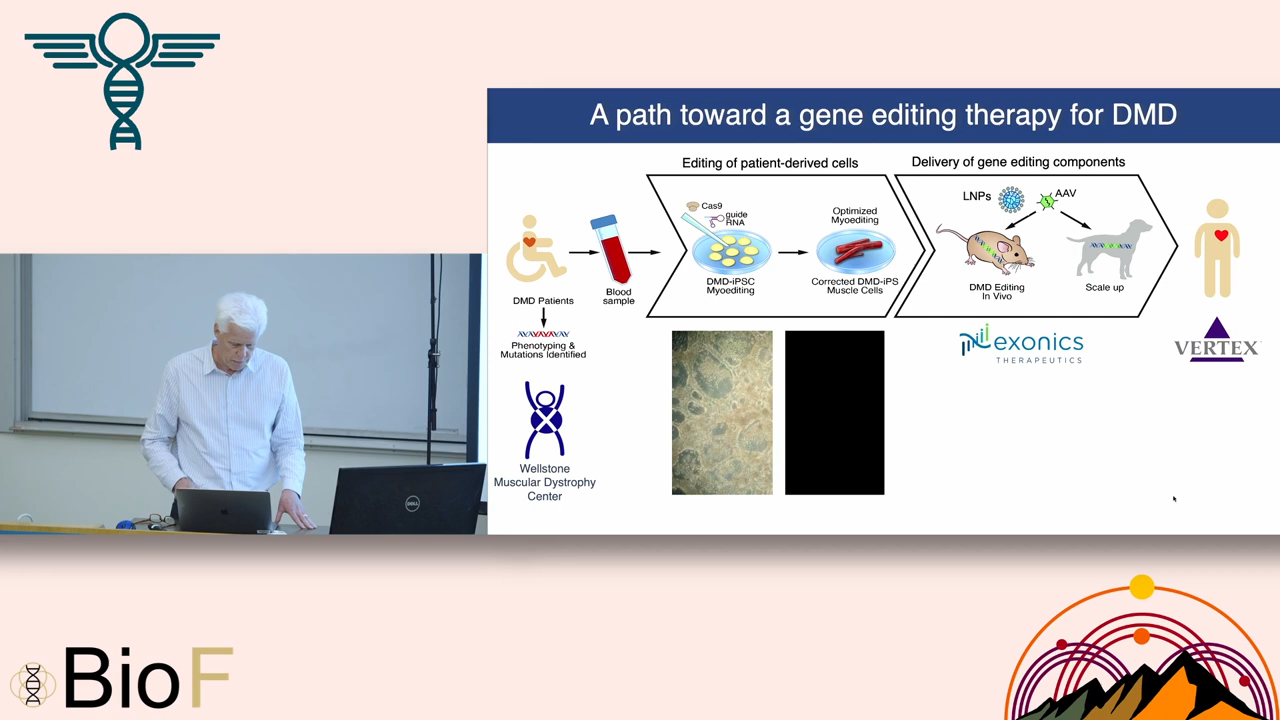 A path toward a gene editing therapy for DMD
Editing of patient-derived cells
Delivery of gene editing components
Cas9
guide
RNA
Optimized
Myoediting
LNPs
AAV
DMD-iPSC
Myoediting
Corrected DMD-iPS
Muscle Cells
DMD Editing
In Vivo
Scale up
Blood
sample
DMD Patients
Phenotyping &
Mutations Identified
exonics
THERAPEUTICS
VERTEX
Wellstone
Muscular Dystrophy
Center
DELL
BioF